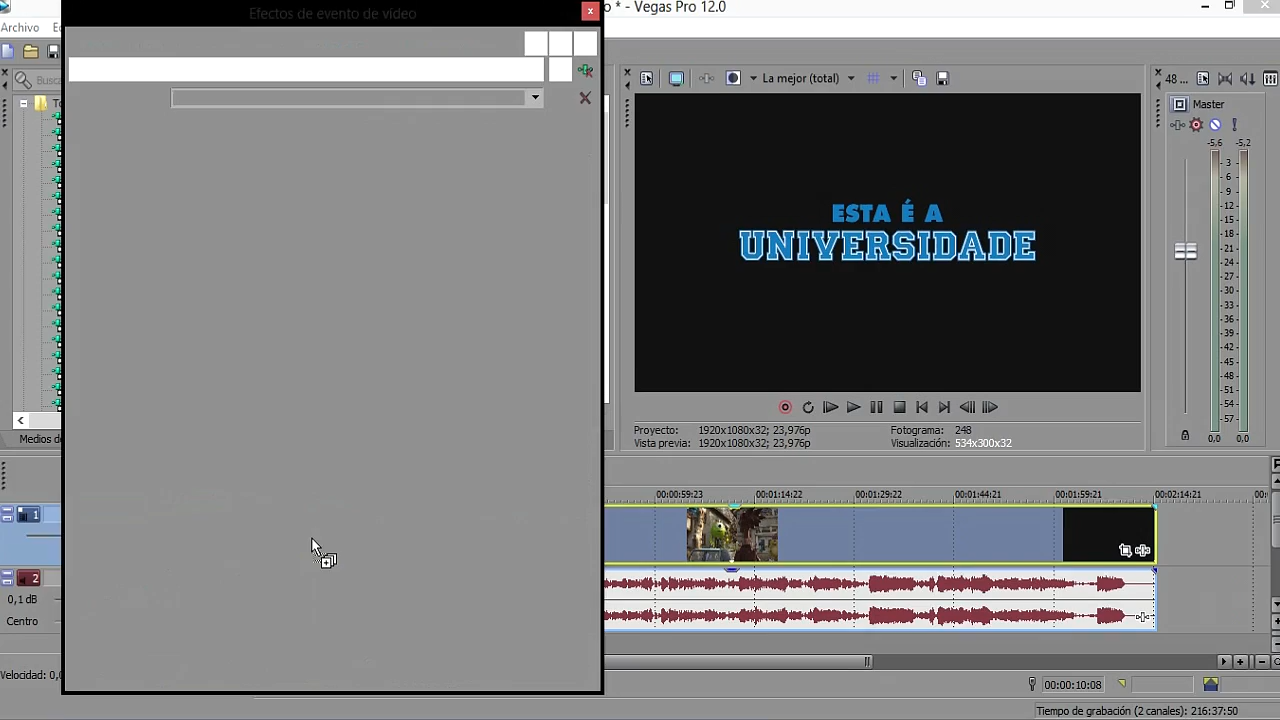 Efectos de evento de vídeo
o * - Vegas Pro 12.0
Archivo
Busca
La mejor (total)
48 ...
Master
-5,6 -5,2
3
6
9
12
15
18
21
24
27
30
33
36
39
42
45
48
51
54
57
0,0 0,0
ESTA É A
UNIVERSIDADE
Medios d
Proyecto: 1920x1080x32; 23,976p
Fotograma: 248
Vista previa: 1920x1080x32; 23,976p
Visualización: 534x300x32
00:00:59:23 00:01:14:22 00:01:29:22 00:01:44:21 00:01:59:21 00:02:14:21 00:
1
2
0,1 dB
Centro
Velocidad: 0,0
00:00:10:08
Tiempo de grabación (2 canales): 216:37:50